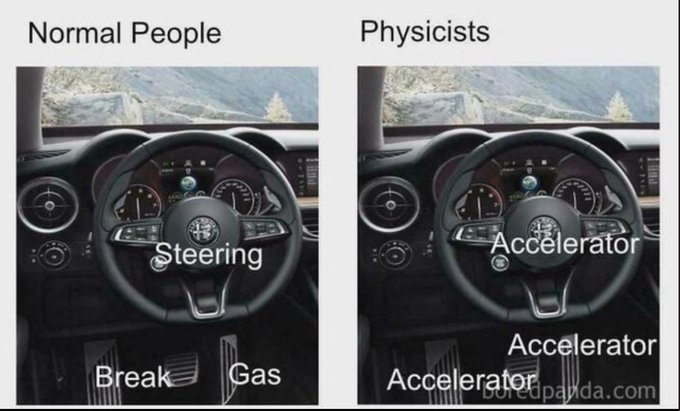 Normal People
Physicists
Steering
Break
Gas
Accelerator
Accelerator
Accelerator
boredpanda.com